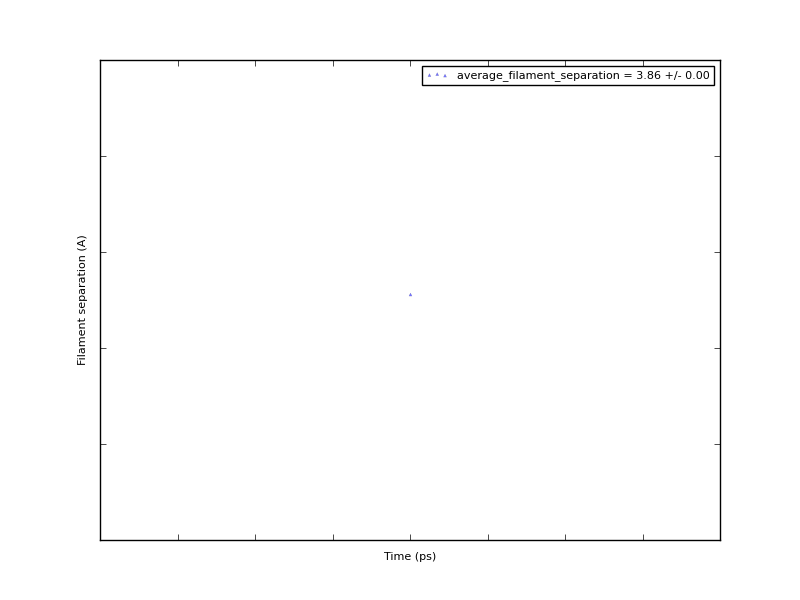 average_filament_separation = 3.86 +/- 0.00
Filament separation (A)
Time (ps)